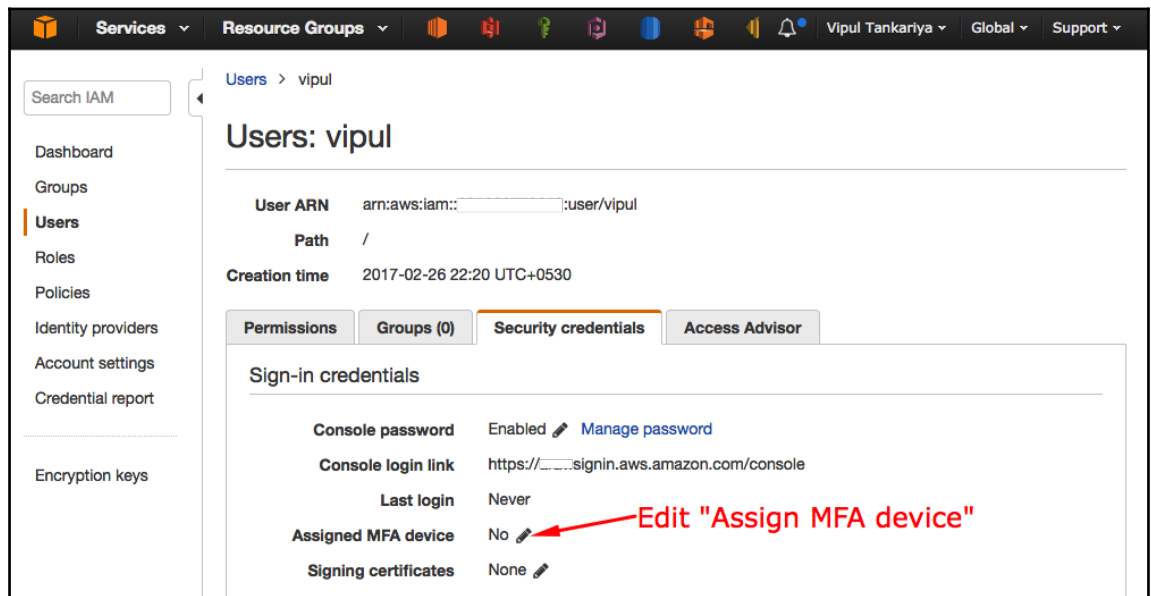 Services Resource Groups Vipul Tankariya Global Support
Search IAM
Dashboard
Groups
Users
Roles
Policies
Identity providers
Account settings
Credential report
Encryption keys
Users > vipul
Users: vipul
User ARN arn:aws:iam:: :user/vipul
Path /
Creation time 2017-02-26 22:20 UTC+0530
Permissions Groups (0) Security credentials Access Advisor
Sign-in credentials
Console password Enabled Manage password
Console login link https:// signin.aws.amazon.com/console
Last login Never
Assigned MFA device No
Edit "Assign MFA device"
Signing certificates None